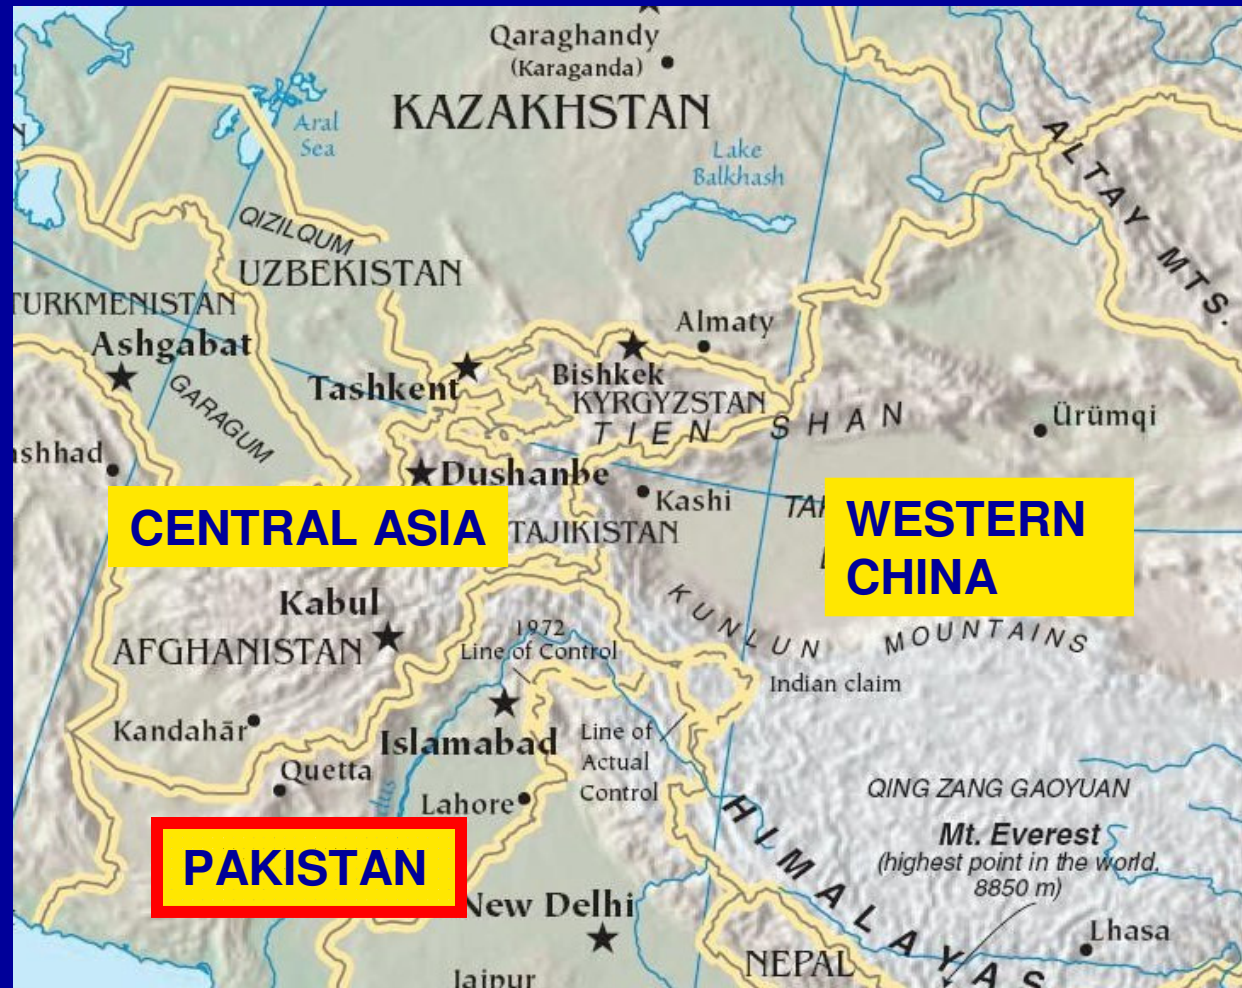 Qaraghandy
(Karaganda)
KAZAKHSTAN
Aral
Sea
Lake
Balkhash
ALTAY MTS.
QIZILQUM
UZBEKISTAN
TURKMENISTAN
Ashgabat
Almaty
Tashkent
Bishkek
KYRGYZSTAN
GARAGUM
TIEN SHAN
Ürümqi
ashhad
Dushanbe
Kashi
TAR
CENTRAL ASIA
TAJIKISTAN
WESTERN
CHINA
Kabul
AFGHANISTAN
1972
Line of Control
KUNLUN MOUNTAINS
Indian claim
Kandahār
Islamabad
Line of
Actual
Control
Quetta
Lahore
QING ZANG GAOYUAN
HIMALAYAS
Mt. Everest
(highest point in the world,
8850 m)
PAKISTAN
New Delhi
Lhasa
NEPAL
Jaipur